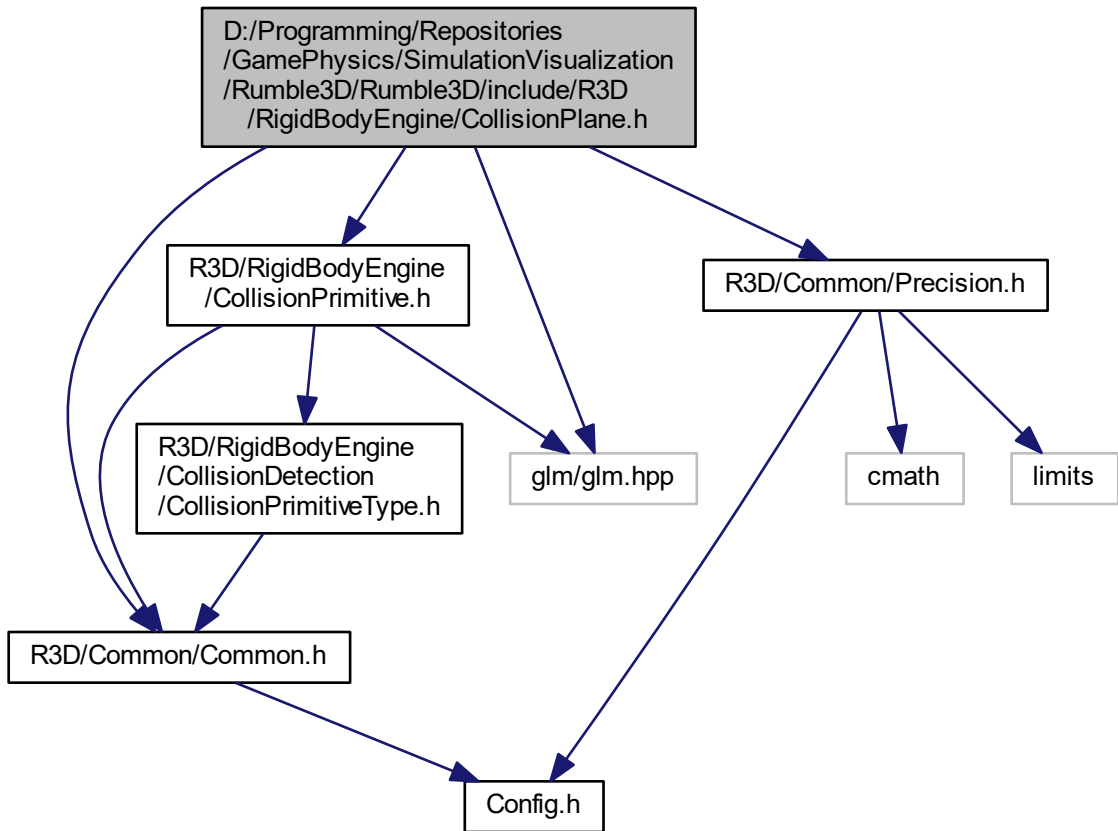 D:/Programming/Repositories
/GamePhysics/SimulationVisualization
/Rumble3D/Rumble3D/include/R3D
/RigidBodyEngine/CollisionPlane.h
R3D/RigidBodyEngine
/CollisionPrimitive.h
R3D/Common/Precision.h
R3D/RigidBodyEngine
/CollisionDetection
/CollisionPrimitiveType.h
glm/glm.hpp
cmath
limits
R3D/Common/Common.h
Config.h